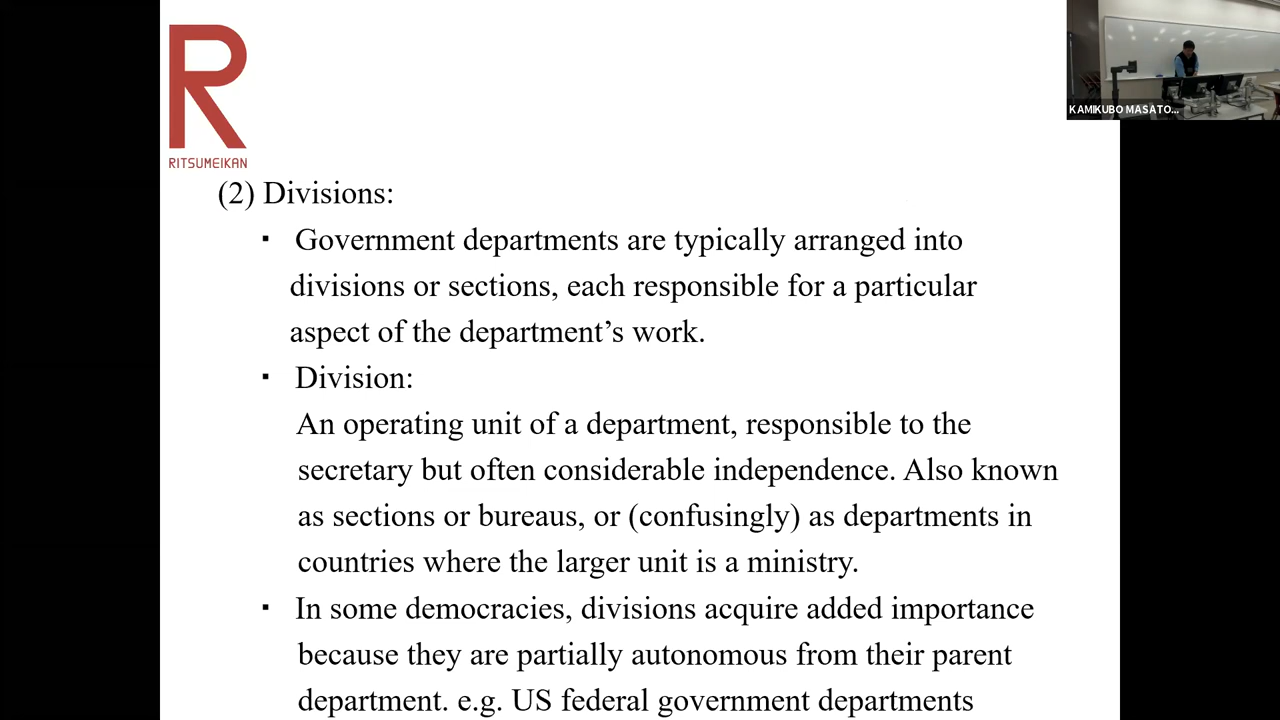 RITSUMEIKAN
KAMIKUBO MASATO...
(2) Divisions:
▪ Government departments are typically arranged into
divisions or sections, each responsible for a particular
aspect of the department’s work.
▪ Division:
An operating unit of a department, responsible to the
secretary but often considerable independence. Also known
as sections or bureaus, or (confusingly) as departments in
countries where the larger unit is a ministry.
▪ In some democracies, divisions acquire added importance
because they are partially autonomous from their parent
department. e.g. US federal government departments